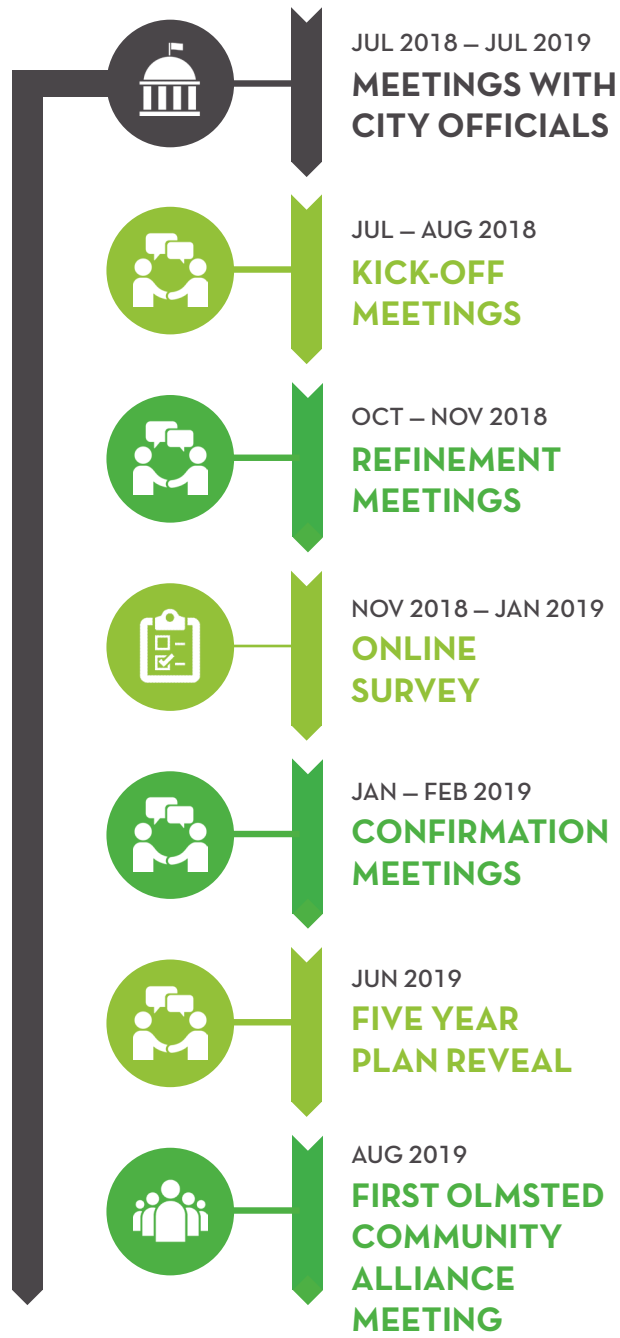 JUL 2018 – JUL 2019
MEETINGS WITH
CITY OFFICIALS
JUL – AUG 2018
KICK-OFF
MEETINGS
OCT – NOV 2018
REFINEMENT
MEETINGS
NOV 2018 – JAN 2019
ONLINE
SURVEY
JAN – FEB 2019
CONFIRMATION
MEETINGS
JUN 2019
FIVE YEAR
PLAN REVEAL
AUG 2019
FIRST OLMSTED
COMMUNITY
ALLIANCE
MEETING